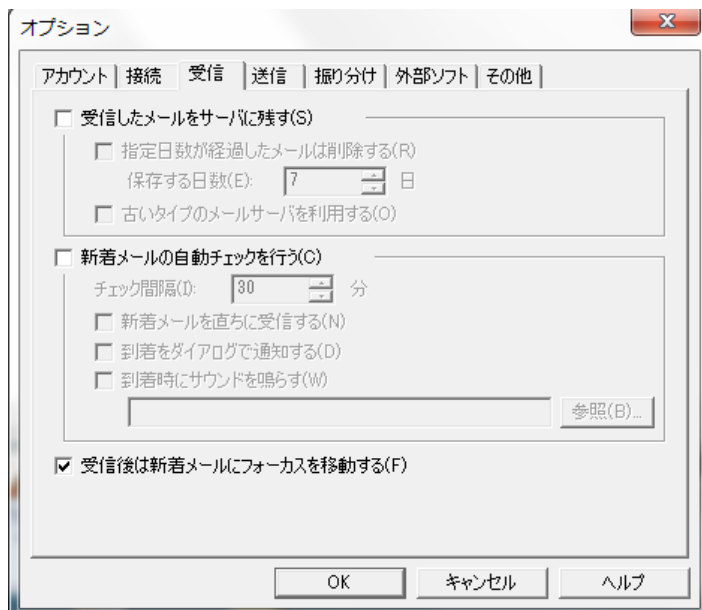 オプション
アカウント 接続 受信 送信 振り分け 外部ソフト その他
受信したメールをサーバに残す(S)
指定日数が経過したメールは削除する(R)
保存する日数(E): 7 日
古いタイプのメールサーバを利用する(O)
新着メールの自動チェックを行う(C)
チェック間隔(I): 30 分
新着メールを直ちに受信する(N)
到着をダイアログで通知する(D)
到着時にサウンドを鳴らす(W)
参照(B)...
受信後は新着メールにフォーカスを移動する(F)
OK キャンセル ヘルプ